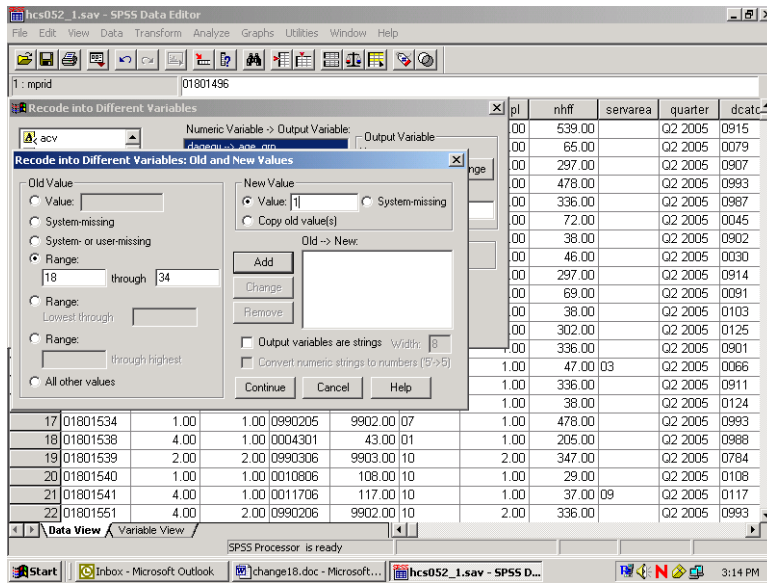 hcs052_1.sav - SPSS Data Editor
File Edit View Data Transform Analyze Graphs Utilities Window Help
1 : mprid 01801496
Recode into Different Variables
acv
Numeric Variable -> Output Variable:
Output Variable
Recode into Different Variables: Old and New Values
Old Value
Value:
System-missing
System- or user-missing
Range:
18 through 34
Range:
Lowest through
Range:
through highest
All other values
New Value
Value: 1 System-missing
Copy old value(s)
Old --> New:
Add
Change
Remove
Output variables are strings Width: 8
Convert numeric strings to numbers ('5'->5)
Continue Cancel Help
pl nhff servarea quarter dcatc
.00 539.00 Q2 2005 0915
.00 65.00 Q2 2005 0079
.00 297.00 Q2 2005 0907
.00 478.00 Q2 2005 0993
.00 336.00 Q2 2005 0987
.00 72.00 Q2 2005 0045
.00 38.00 Q2 2005 0902
.00 46.00 Q2 2005 0030
.00 297.00 Q2 2005 0914
.00 69.00 Q2 2005 0091
.00 38.00 Q2 2005 0103
.00 302.00 Q2 2005 0125
.00 336.00 Q2 2005 0901
1.00 47.00 03 Q2 2005 0066
1.00 336.00 Q2 2005 0911
1.00 38.00 Q2 2005 0124
17 01801534 1.00 1.00 0990205 9902.00 07 1.00 478.00 Q2 2005 0993
18 01801538 4.00 1.00 0004301 43.00 01 1.00 205.00 Q2 2005 0988
19 01801539 2.00 2.00 0990306 9903.00 10 2.00 347.00 Q2 2005 0784
20 01801540 1.00 1.00 0010806 108.00 10 1.00 29.00 Q2 2005 0108
21 01801541 4.00 1.00 0011706 117.00 10 1.00 37.00 09 Q2 2005 0117
22 01801551 4.00 2.00 0990206 9902.00 10 2.00 336.00 Q2 2005 0993
Data View Variable View
SPSS Processor is ready
Start Inbox - Microsoft Outlook change18.doc - Microsoft... hcs052_1.sav - SPSS D... 3:14 PM